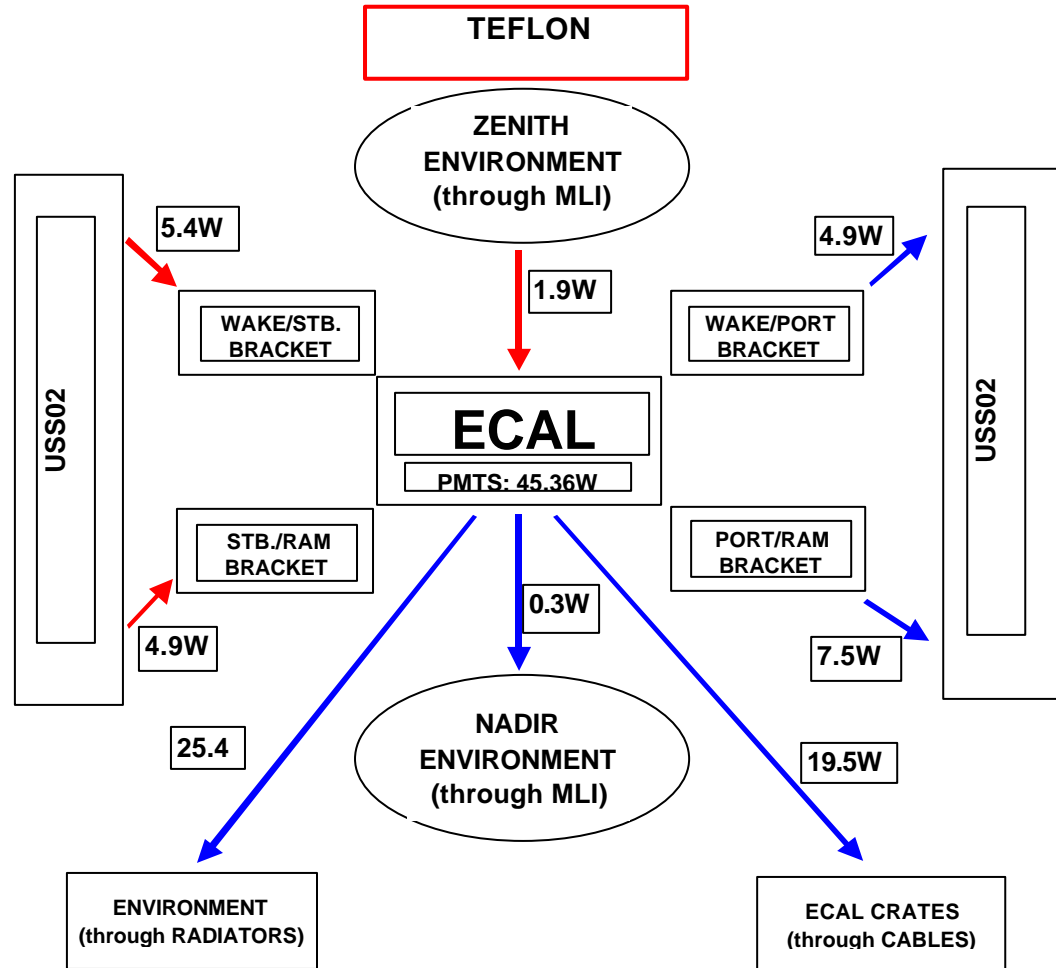 TEFLON
ZENITH
ENVIRONMENT
(through MLI)
5.4W
4.9W
1.9W
WAKE/STB.
BRACKET
WAKE/PORT
BRACKET
USS02
ECAL
PMTS: 45.36W
USS02
STB./RAM
BRACKET
PORT/RAM
BRACKET
0.3W
4.9W
7.5W
25.4
NADIR
ENVIRONMENT
(through MLI)
19.5W
ENVIRONMENT
(through RADIATORS)
ECAL CRATES
(through CABLES)